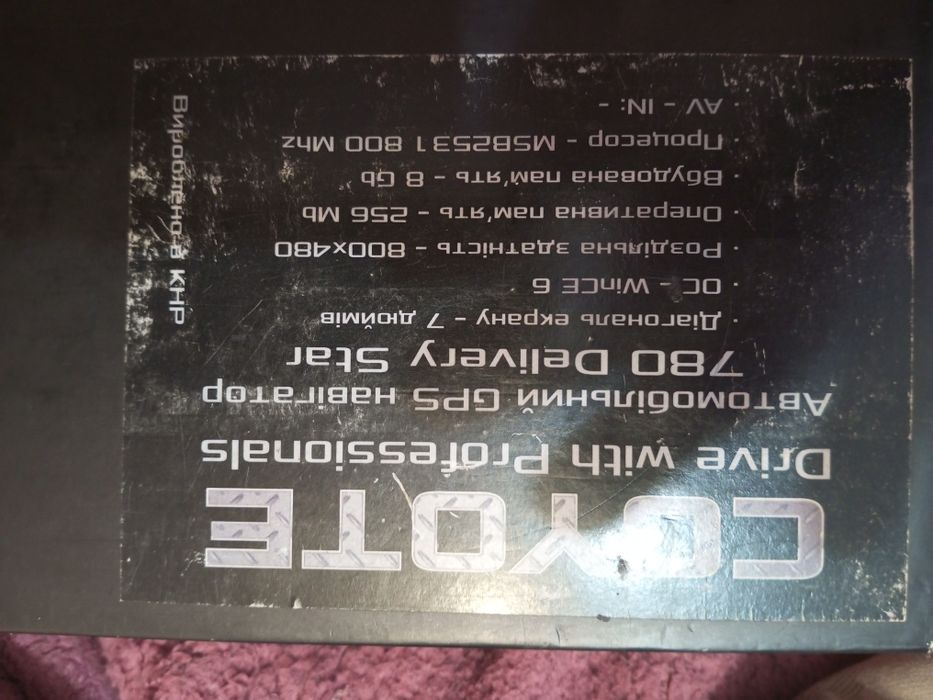 COYOTE
Drive with Professionals
Автомобільний GPS навігатор
780 Delivery Star
· Діагональ екрану - 7 дюймів
· ОС - WinCE 6
· Роздільна здатність - 800x480
· Оперативна пам'ять - 256 Mb
· Вбудована пам'ять - 8 Gb
· Процесор - MSB2531 800 Mhz
· AV - IN: -
Вироблено в КНР